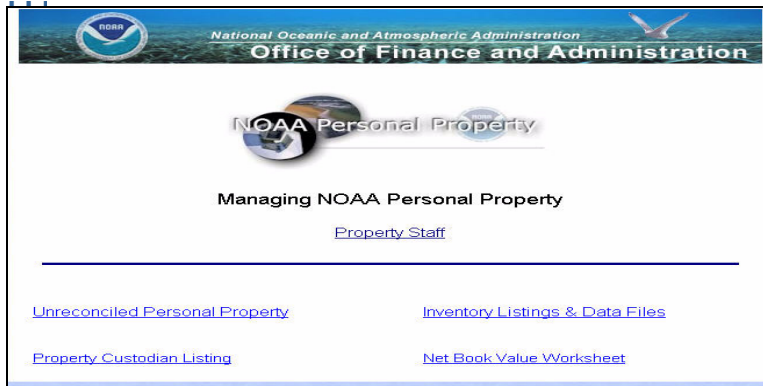 NOAA
National Oceanic and Atmospheric Administration
Office of Finance and Administration
NOAA Personal Property
Managing NOAA Personal Property
Property Staff
Unreconciled Personal Property
Inventory Listings & Data Files
Property Custodian Listing
Net Book Value Worksheet